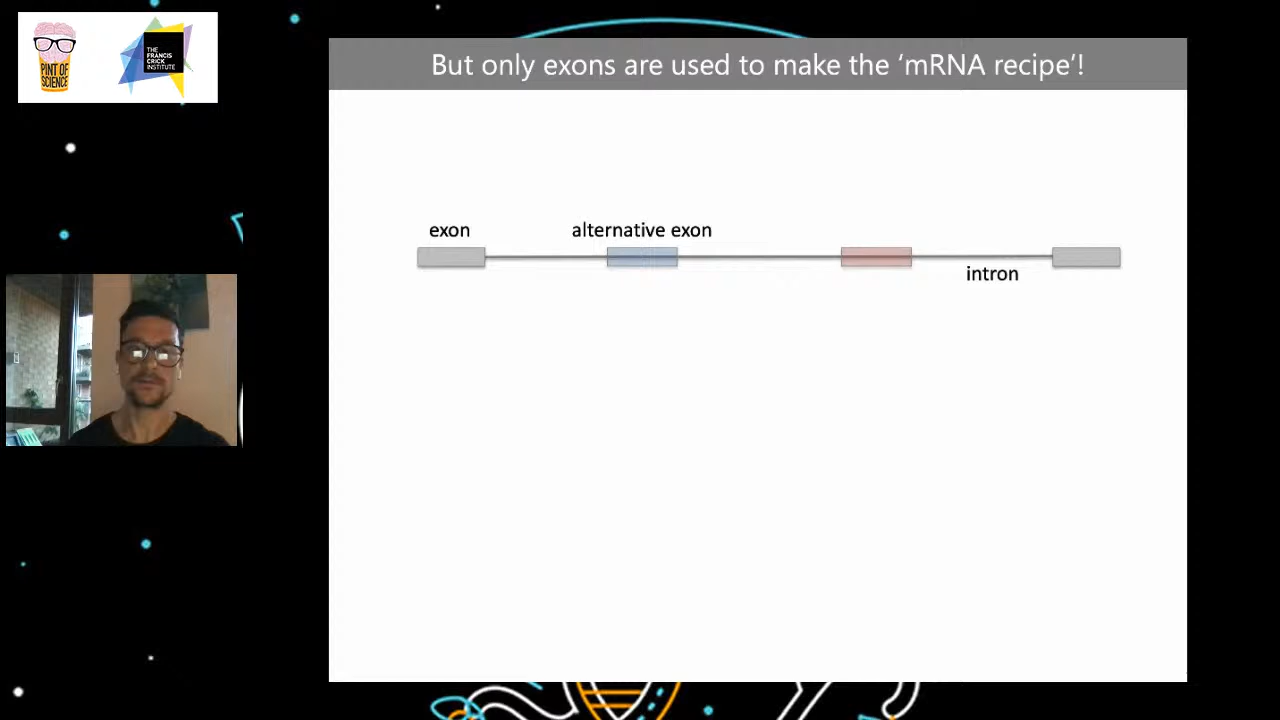 PINT OF
SCIENCE
THE
FRANCIS
CRICK
INSTITUTE
But only exons are used to make the ‘mRNA recipe’!
exon
alternative exon
intron